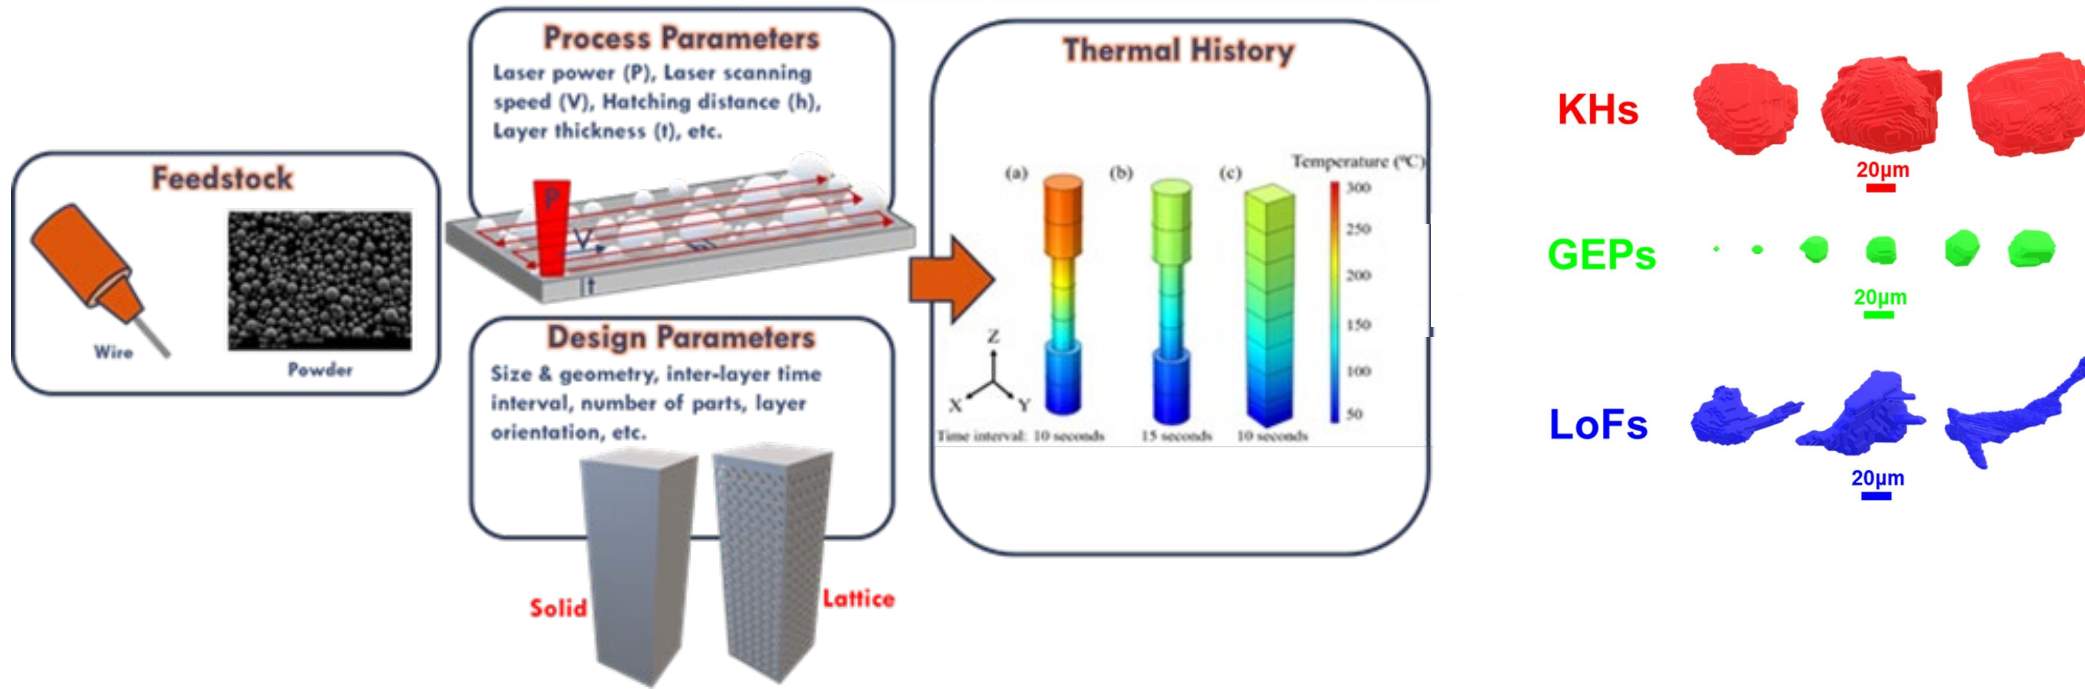 Feedstock
Wire
Powder
Process Parameters
Laser power (P), Laser scanning
speed (V), Hatching distance (h),
Layer thickness (t), etc.
P
V
h
t
Design Parameters
Size & geometry, inter-layer time
interval, number of parts, layer
orientation, etc.
Solid
Lattice
Thermal History
Temperature (ºC)
(a)
(b)
(c)
300
250
200
150
100
50
Z
X
Y
Time interval: 10 seconds
15 seconds
10 seconds
KHs
20µm
GEPs
20µm
LoFs
20µm